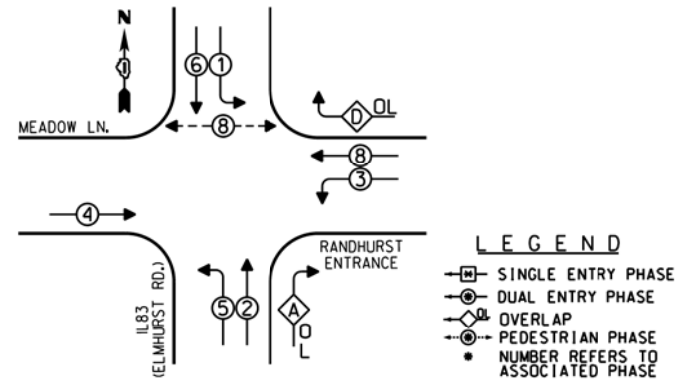 N
6
1
8
D
OL
MEADOW LN.
8
3
4
RANDHURST
ENTRANCE
IL83
(ELMHURST RD.)
5
2
A
O
L
LEGEND
* SINGLE ENTRY PHASE
* DUAL ENTRY PHASE
OL OVERLAP
* PEDESTRIAN PHASE
* NUMBER REFERS TO
ASSOCIATED PHASE